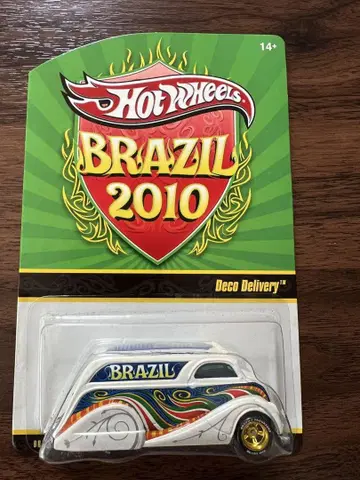 14+
Hot Wheels
BRAZIL
2010
Deco Delivery™
BRAZIL